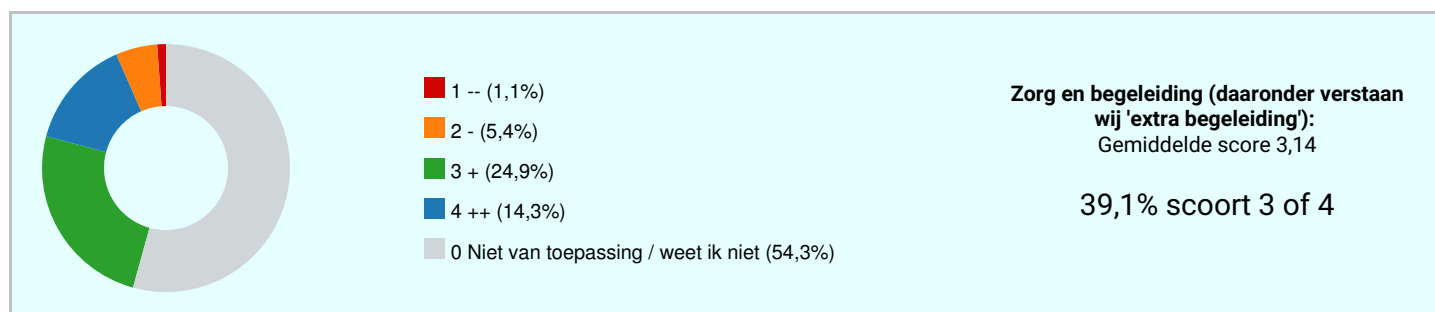 1 -- (1,1%)
2 - (5,4%)
3 + (24,9%)
4 ++ (14,3%)
0 Niet van toepassing / weet ik niet (54,3%)
Zorg en begeleiding (daaronder verstaan
wij 'extra begeleiding'):
Gemiddelde score 3,14
39,1% scoort 3 of 4